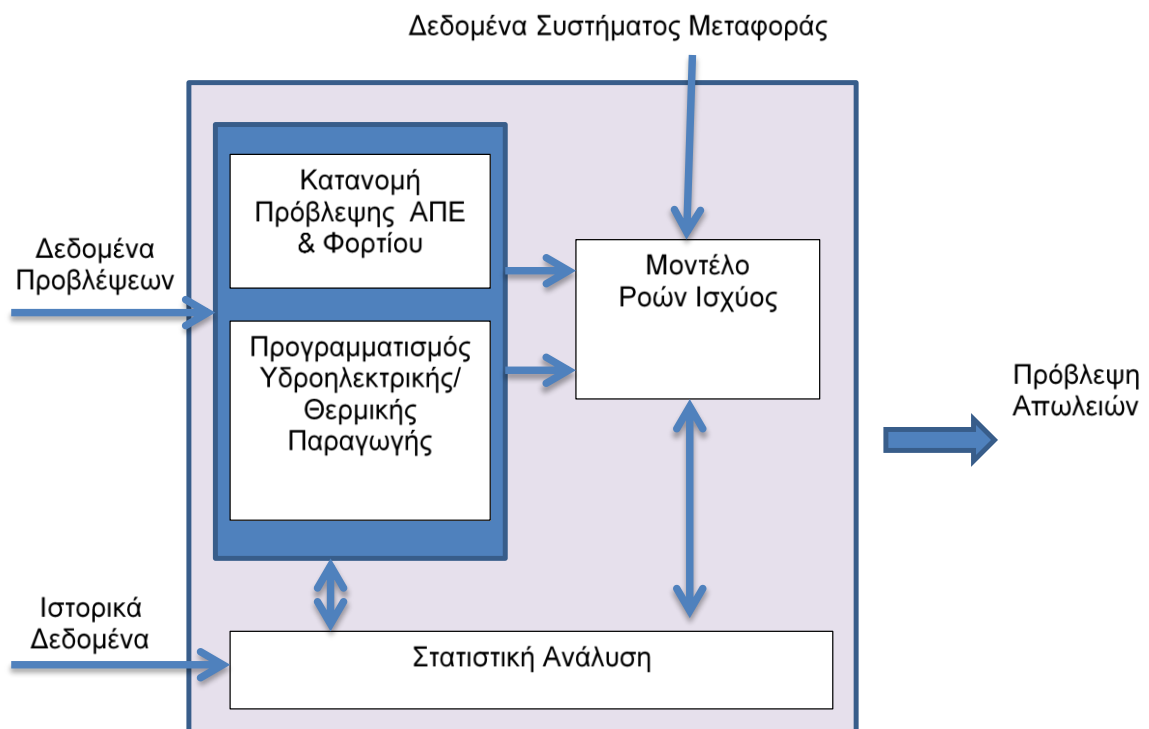 Δεδομένα Συστήματος Μεταφοράς
Κατανομή
Πρόβλεψης ΑΠΕ
& Φορτίου
Δεδομένα
Προβλέψεων
Μοντέλο
Ροών Ισχύος
Προγραμματισμός
Υδροηλεκτρικής/
Θερμικής
Παραγωγής
Πρόβλεψη
Απωλειών
Ιστορικά
Δεδομένα
Στατιστική Ανάλυση